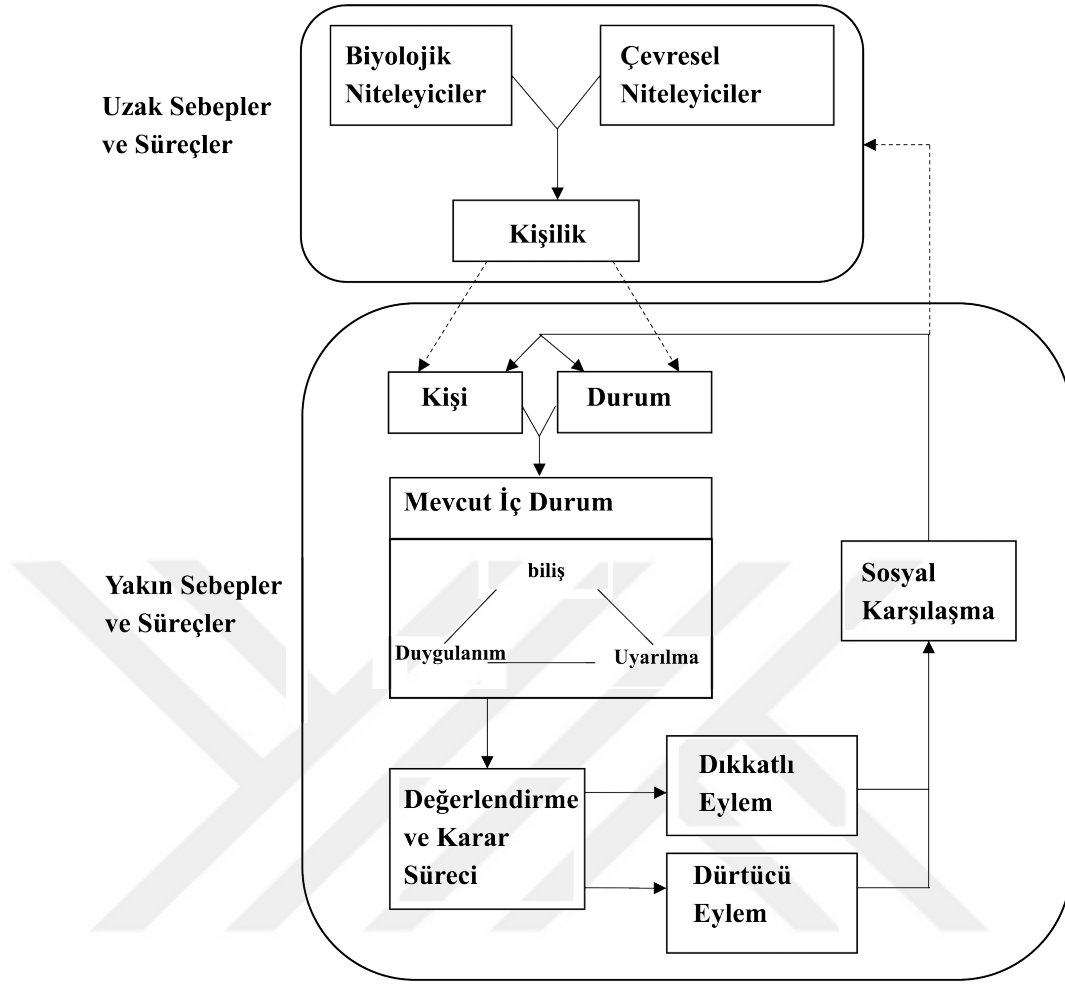 Biyolojik
Niteleyiciler
Çevresel
Niteleyiciler
Uzak Sebepler
ve Süreçler
Kişilik
Kişi
Durum
Mevcut İç Durum
biliş
Duygulanım
Uyarılma
Yakın Sebepler
ve Süreçler
Sosyal
Karşılaşma
Değerlendirme
ve Karar
Süreci
Dıkkatlı
Eylem
Dürtücü
Eylem